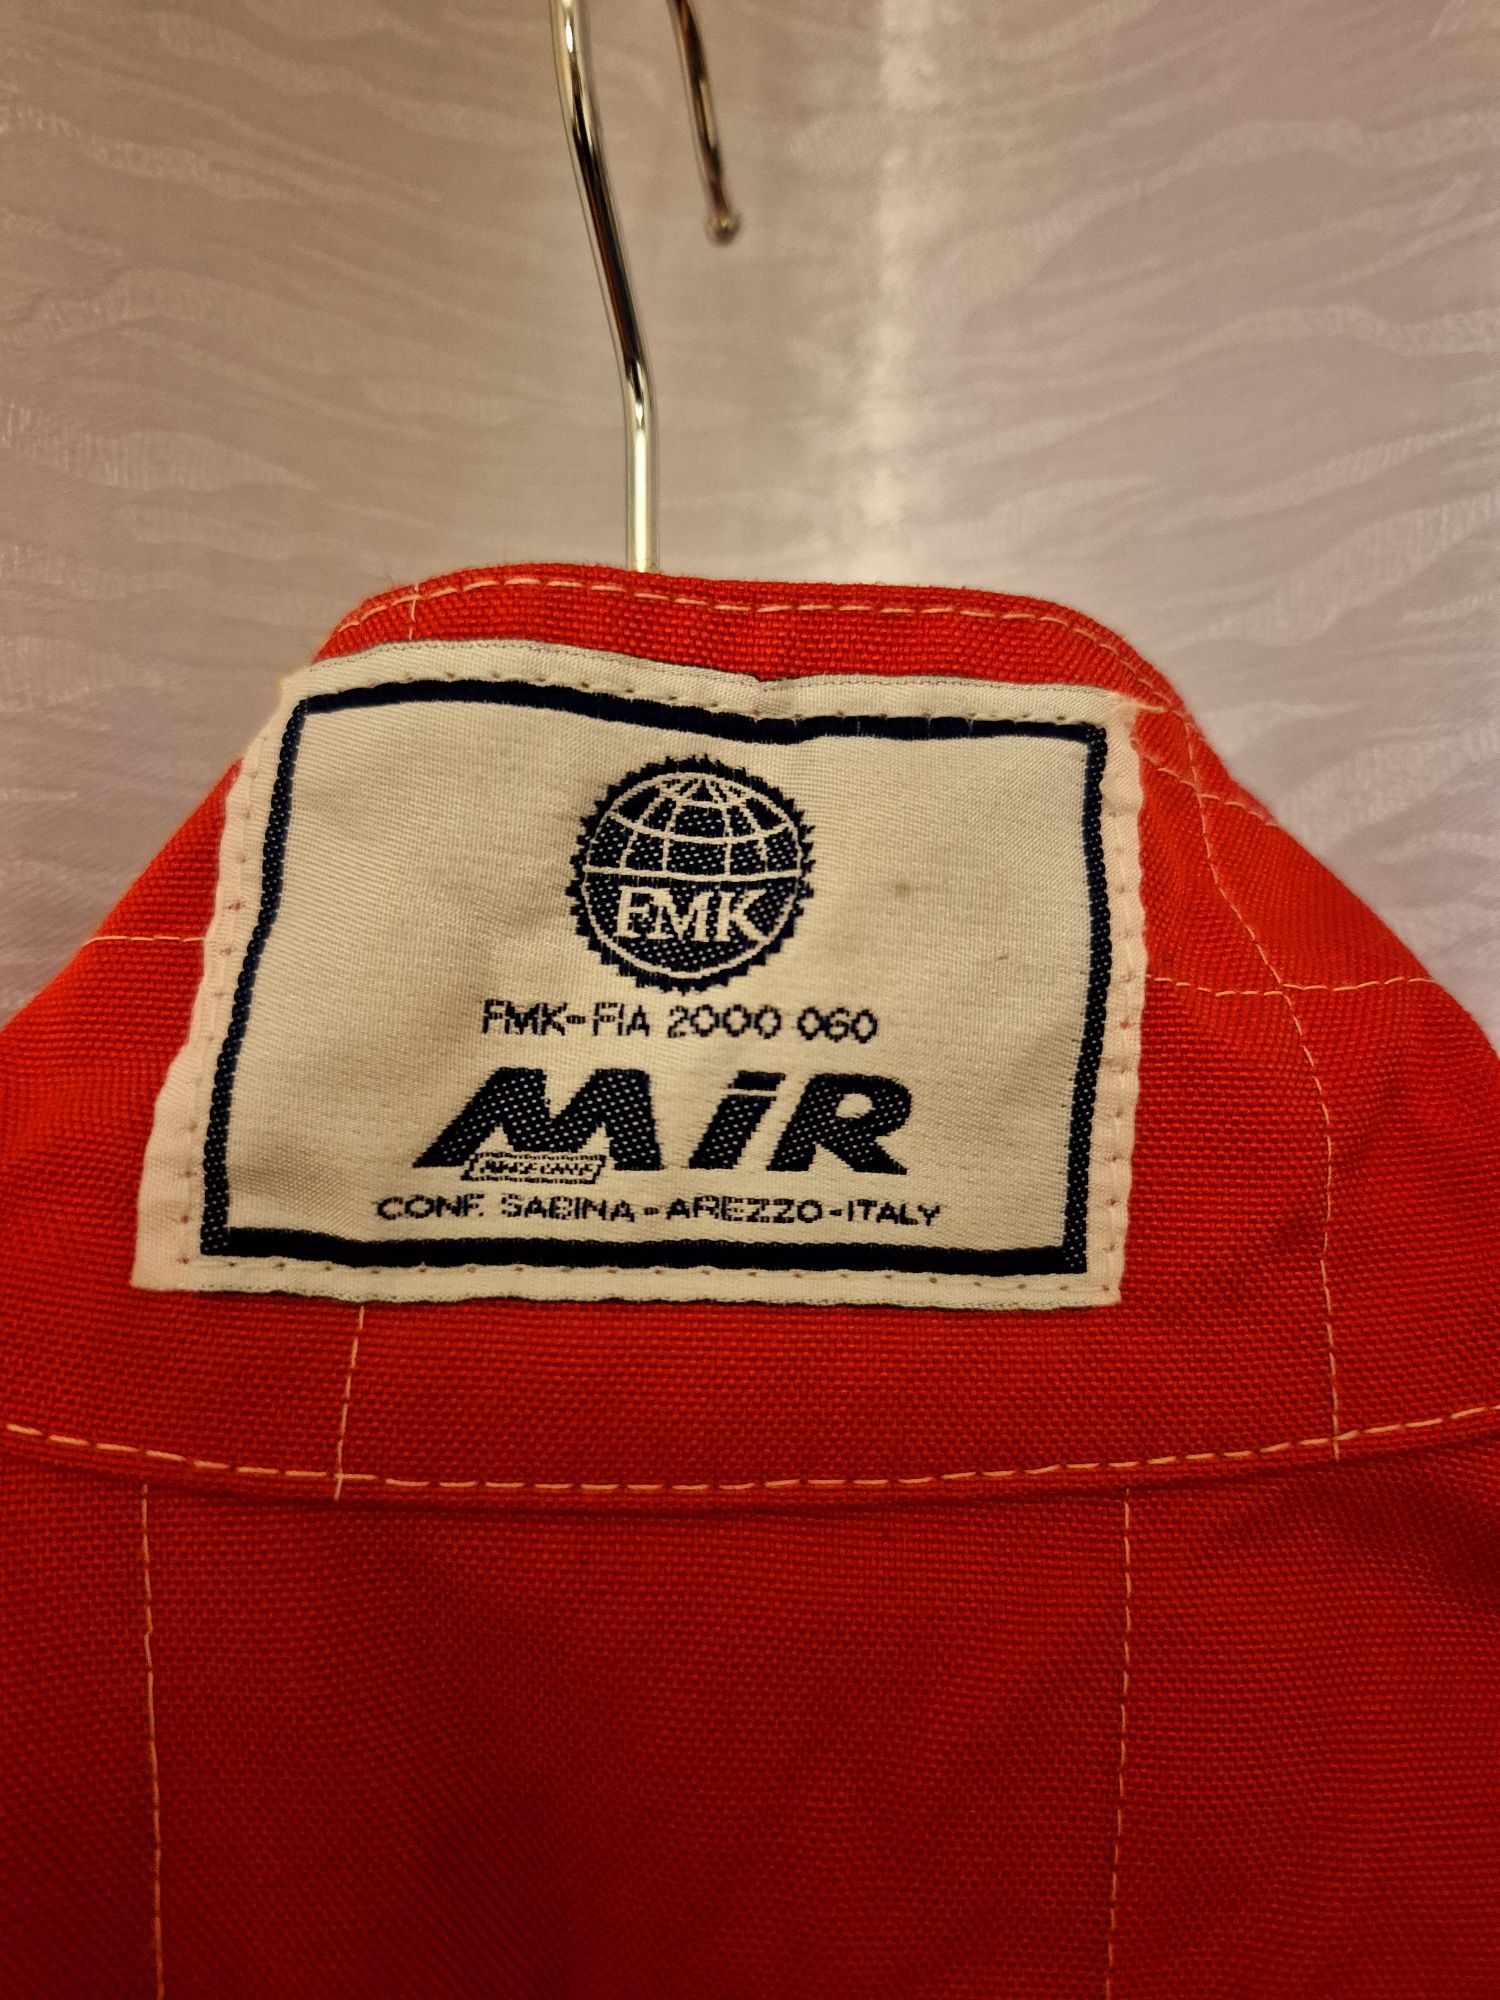 FMK
FMK-FIA 2000 060
MiR
CONF. SABINA-AREZZO-ITALY